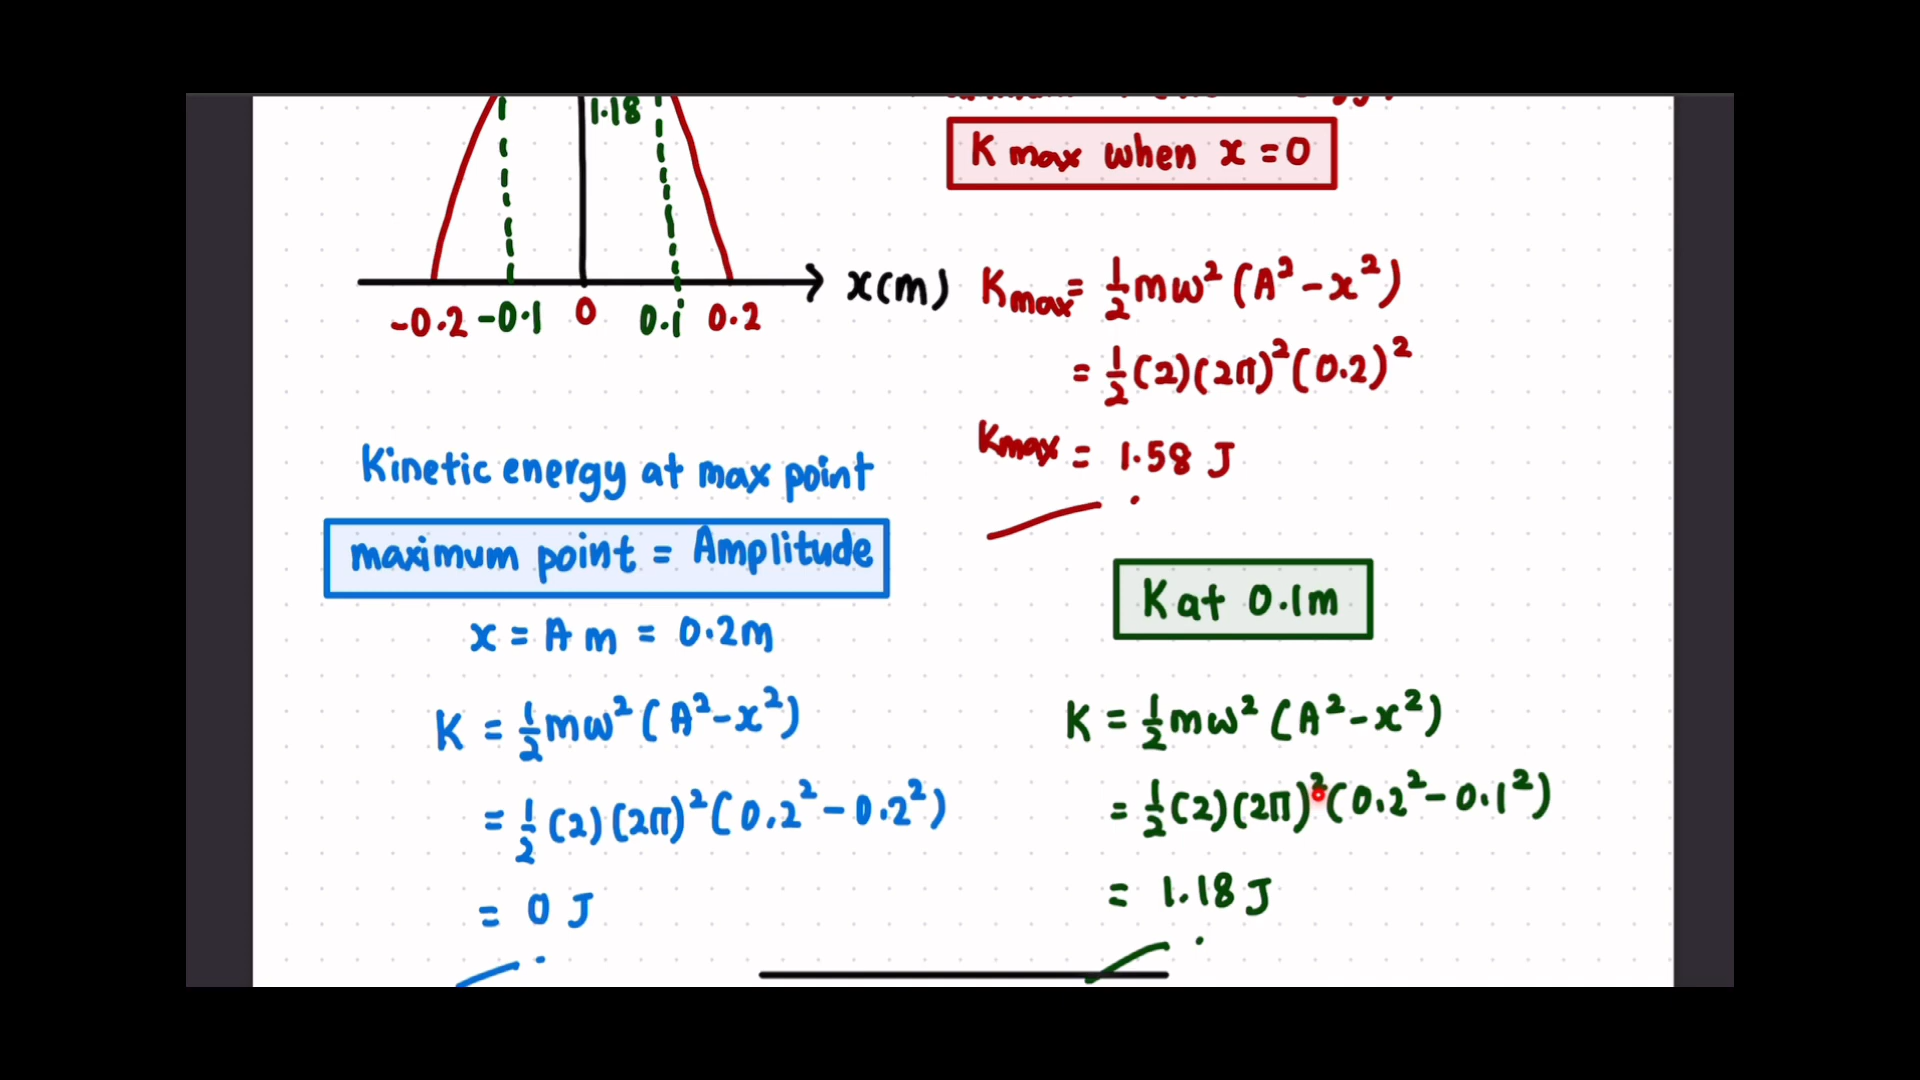 1.18
-0.2 -0.1 0 0.1 0.2
x(m)
Kinetic energy at max point
maximum point = Amplitude
x = A m = 0.2m
K = ½mω²(A²-x²)
= ½(2)(2π)²(0.2²-0.2²)
= 0 J
K max when x = 0
Kmax = ½mω²(A²-x²)
= ½(2)(2π)²(0.2)²
Kmax = 1.58 J
K at 0.1m
K = ½mω²(A²-x²)
= ½(2)(2π)²(0.2²-0.1²)
= 1.18 J